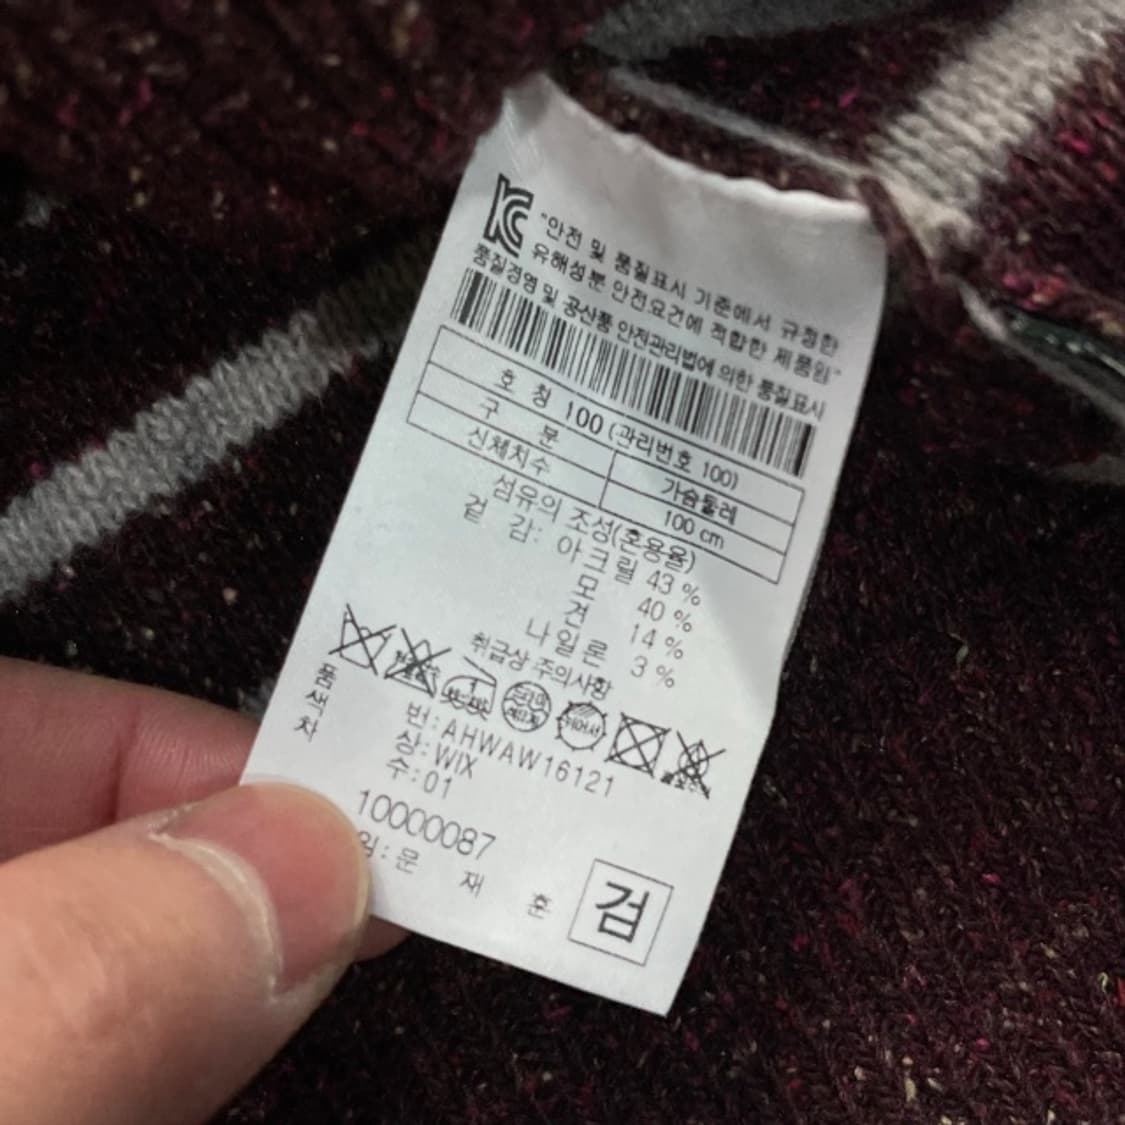 KC "안전 및 품질표시 기준에서 규정한
유해성분 안전요건에 적합한 제품임"
품질경영 및 공산품 안전관리법에 의한 품질표시
호 칭 100 (관리번호 100)
구 분 가슴둘레
신체치수 100 cm
섬유의 조성(혼용율)
겉 감: 아크릴 43 %
모 40 %
견 14 %
나일론 3 %
취급상 주의사항
품 번:AHWAW16121
색 상:WIX
차 수:01
10000087
임:문 재 훈
검